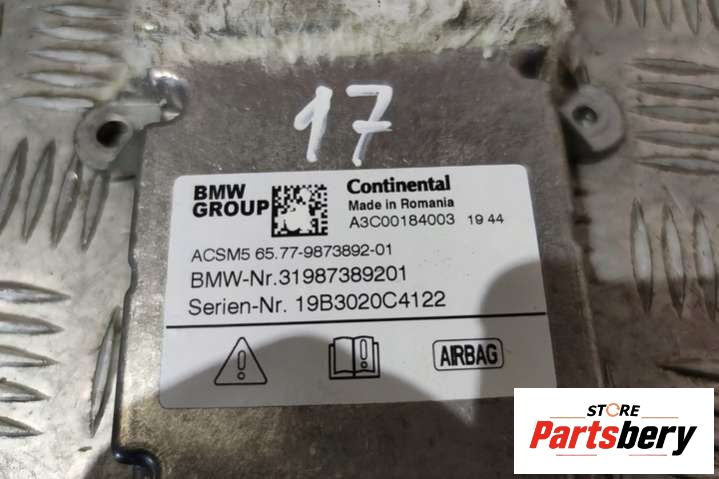 17
BMW GROUP
Continental
Made in Romania
A3C00184003 19 44
ACSM5 65.77-9873892-01
BMW-Nr.31987389201
Serien-Nr. 19B3020C4122
AIRBAG
STORE
Partsbery